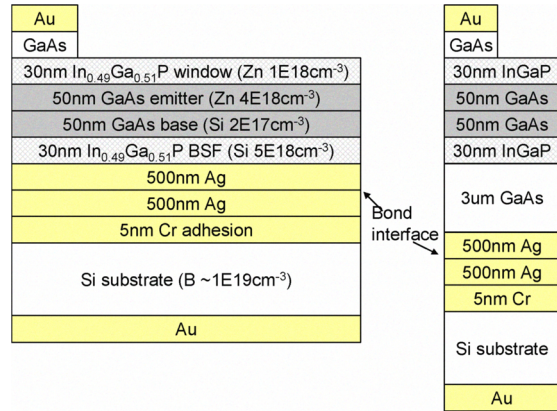 Au
GaAs
30nm In0.49Ga0.51P window (Zn 1E18cm-3)
50nm GaAs emitter (Zn 4E18cm-3)
50nm GaAs base (Si 2E17cm-3)
30nm In0.49Ga0.51P BSF (Si 5E18cm-3)
500nm Ag
500nm Ag
5nm Cr adhesion
Si substrate (B ~1E19cm-3)
Au
Bond
interface
Au
GaAs
30nm InGaP
50nm GaAs
50nm GaAs
30nm InGaP
3um GaAs
500nm Ag
500nm Ag
5nm Cr
Si substrate
Au